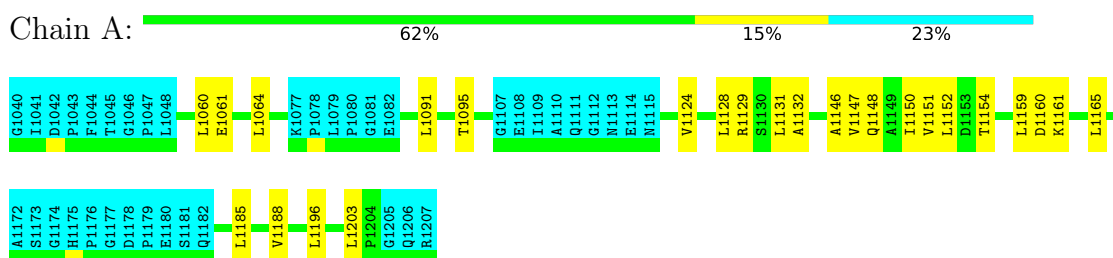 Chain A:
62% 15% 23%
G1040 I1041 D1042 P1043 F1044 T1045 G1046 P1047 L1048 L1060 E1061 L1064 K1077 P1078 L1079 P1080 G1081 E1082 L1091 T1095 G1107 E1108 I1109 A1110 Q1111 G1112 N1113 E1114 N1115 V1124 L1128 R1129 S1130 L1131 A1132 A1146 V1147 Q1148 A1149 I1150 V1151 L1152 D1153 T1154 L1159 D1160 K1161 L1165
A1172 S1173 G1174 H1175 P1176 G1177 D1178 P1179 E1180 S1181 Q1182 L1185 V1188 L1196 L1203 P1204 G1205 Q1206 R1207